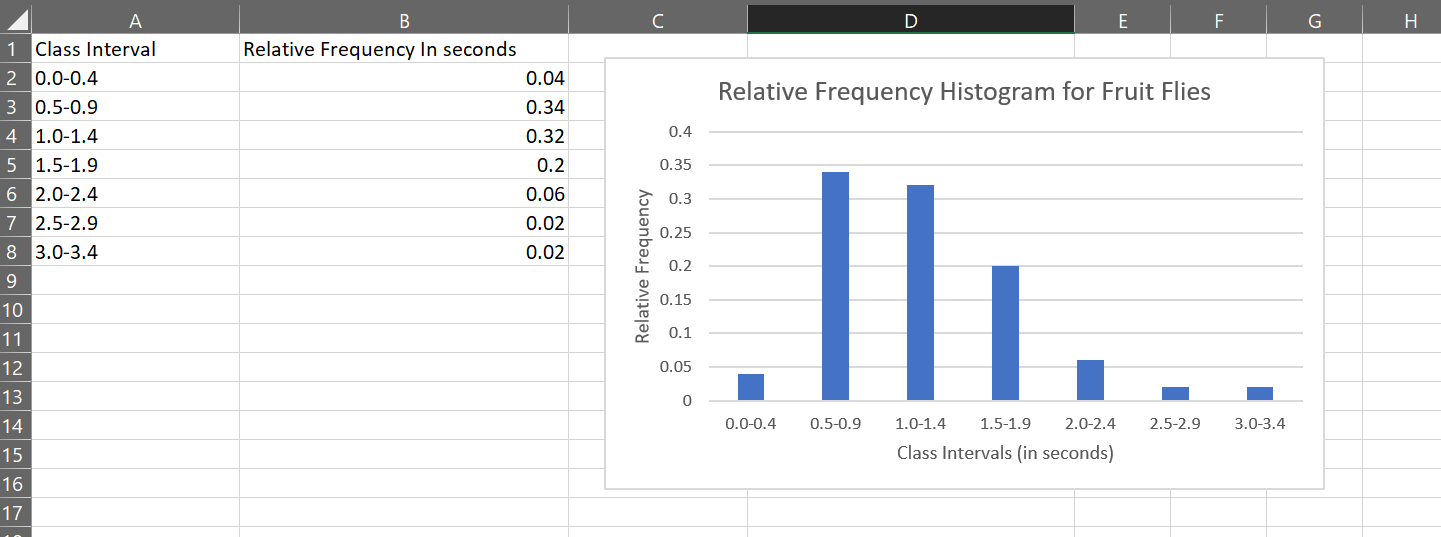 A B C D E F G H
1 Class Interval Relative Frequency In seconds
2 0.0-0.4 0.04
3 0.5-0.9 0.34
4 1.0-1.4 0.32
5 1.5-1.9 0.2
6 2.0-2.4 0.06
7 2.5-2.9 0.02
8 3.0-3.4 0.02
9
10
11
12
13
14
15
16
17
Relative Frequency Histogram for Fruit Flies
Relative Frequency
0.4
0.35
0.3
0.25
0.2
0.15
0.1
0.05
0
0.0-0.4 0.5-0.9 1.0-1.4 1.5-1.9 2.0-2.4 2.5-2.9 3.0-3.4
Class Intervals (in seconds)